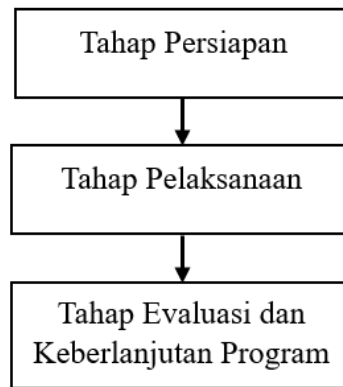 Tahap Persiapan
Tahap Pelaksanaan
Tahap Evaluasi dan
Keberlanjutan Program